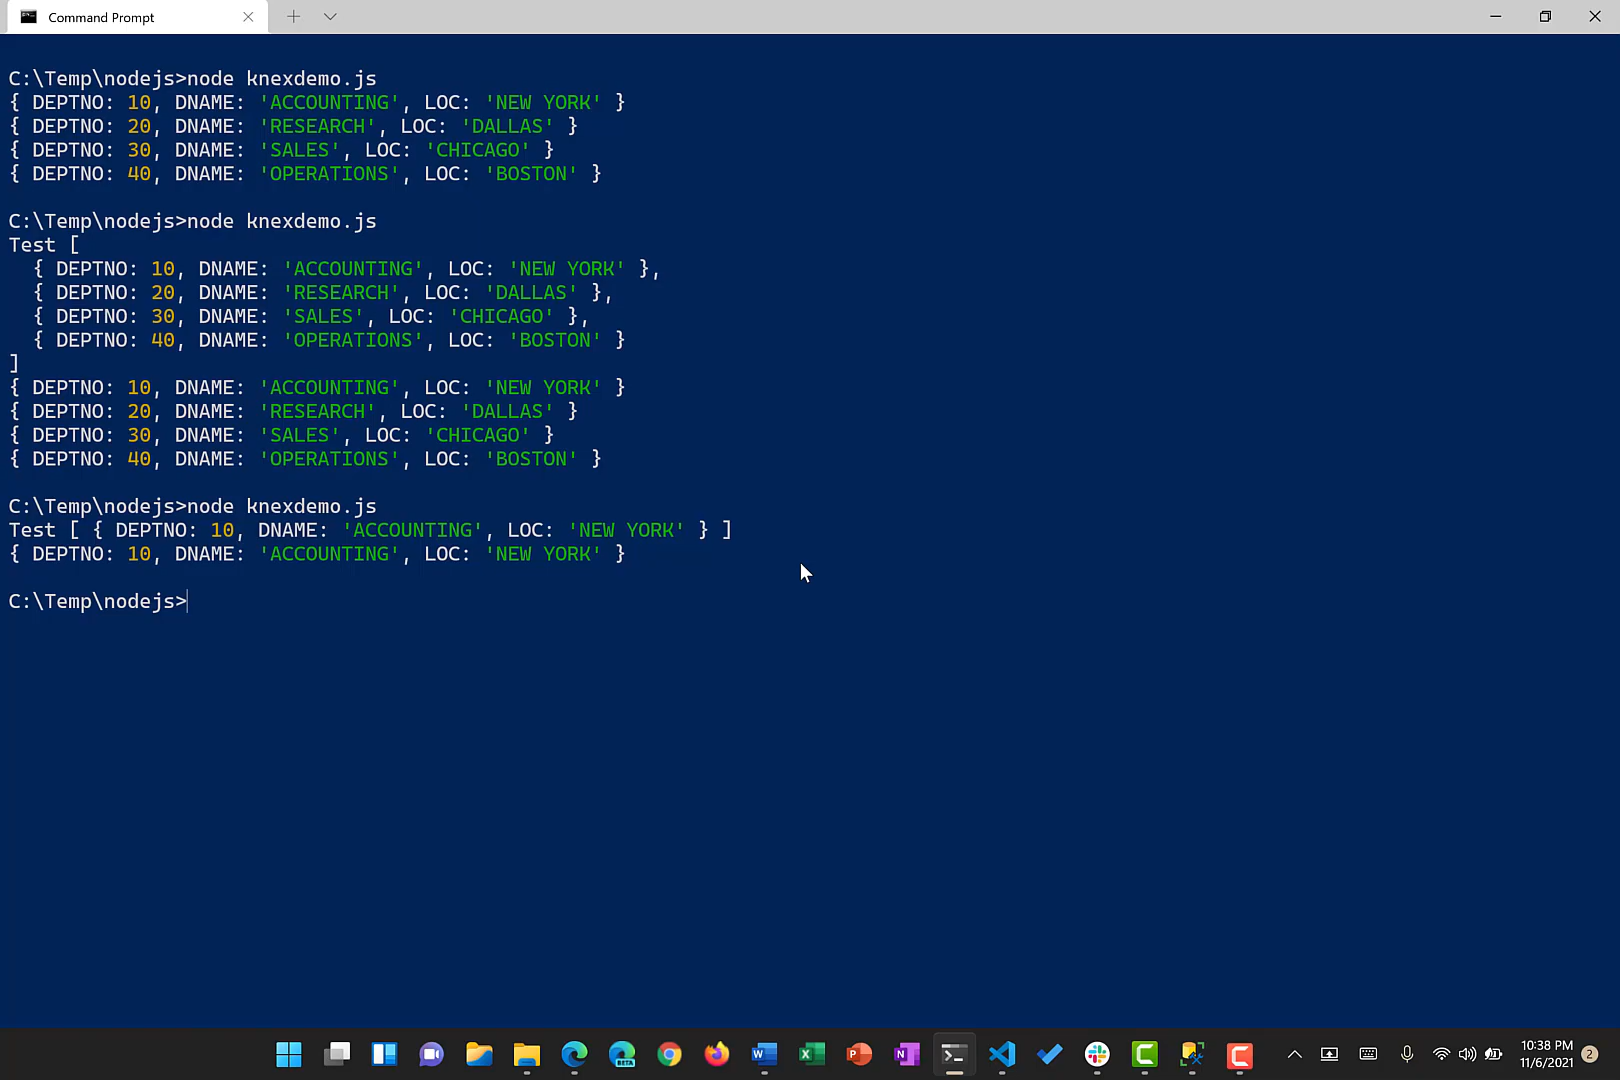 Command Prompt
C:\Temp\nodejs>node knexdemo.js
{ DEPTNO: 10, DNAME: 'ACCOUNTING', LOC: 'NEW YORK' }
{ DEPTNO: 20, DNAME: 'RESEARCH', LOC: 'DALLAS' }
{ DEPTNO: 30, DNAME: 'SALES', LOC: 'CHICAGO' }
{ DEPTNO: 40, DNAME: 'OPERATIONS', LOC: 'BOSTON' }
C:\Temp\nodejs>node knexdemo.js
Test [
  { DEPTNO: 10, DNAME: 'ACCOUNTING', LOC: 'NEW YORK' },
  { DEPTNO: 20, DNAME: 'RESEARCH', LOC: 'DALLAS' },
  { DEPTNO: 30, DNAME: 'SALES', LOC: 'CHICAGO' },
  { DEPTNO: 40, DNAME: 'OPERATIONS', LOC: 'BOSTON' }
]
{ DEPTNO: 10, DNAME: 'ACCOUNTING', LOC: 'NEW YORK' }
{ DEPTNO: 20, DNAME: 'RESEARCH', LOC: 'DALLAS' }
{ DEPTNO: 30, DNAME: 'SALES', LOC: 'CHICAGO' }
{ DEPTNO: 40, DNAME: 'OPERATIONS', LOC: 'BOSTON' }
C:\Temp\nodejs>node knexdemo.js
Test [ { DEPTNO: 10, DNAME: 'ACCOUNTING', LOC: 'NEW YORK' } ]
{ DEPTNO: 10, DNAME: 'ACCOUNTING', LOC: 'NEW YORK' }
C:\Temp\nodejs>
BETA
10:38 PM
11/6/2021
2